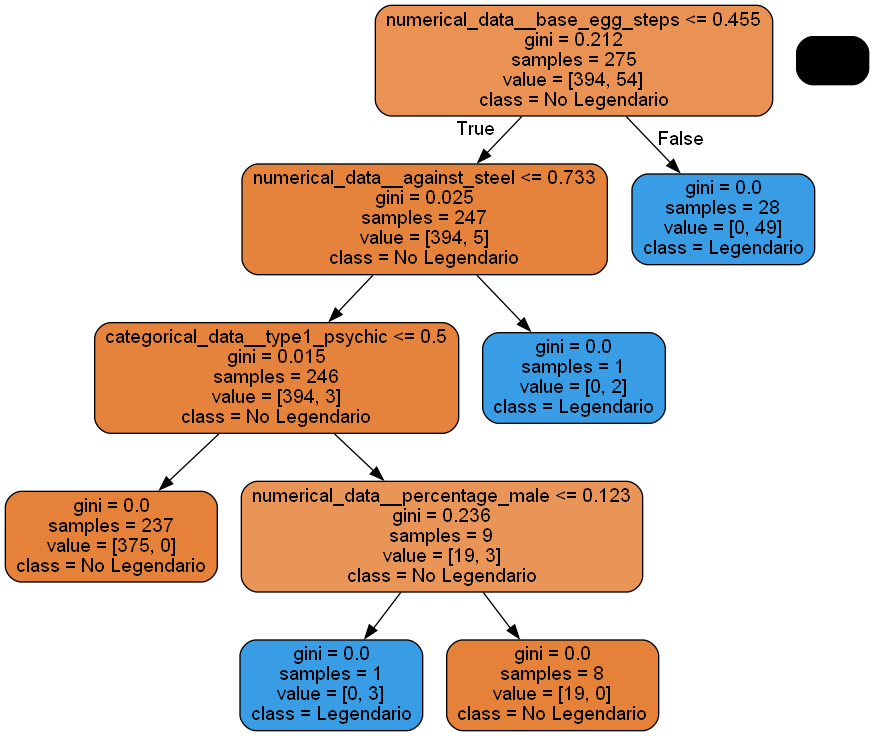 numerical_data__base_egg_steps <= 0.455
gini = 0.212
samples = 275
value = [394, 54]
class = No Legendario
True
False
numerical_data__against_steel <= 0.733
gini = 0.025
samples = 247
value = [394, 5]
class = No Legendario
gini = 0.0
samples = 28
value = [0, 49]
class = Legendario
categorical_data__type1_psychic <= 0.5
gini = 0.015
samples = 246
value = [394, 3]
class = No Legendario
gini = 0.0
samples = 1
value = [0, 2]
class = Legendario
gini = 0.0
samples = 237
value = [375, 0]
class = No Legendario
numerical_data__percentage_male <= 0.123
gini = 0.236
samples = 9
value = [19, 3]
class = No Legendario
gini = 0.0
samples = 1
value = [0, 3]
class = Legendario
gini = 0.0
samples = 8
value = [19, 0]
class = No Legendario